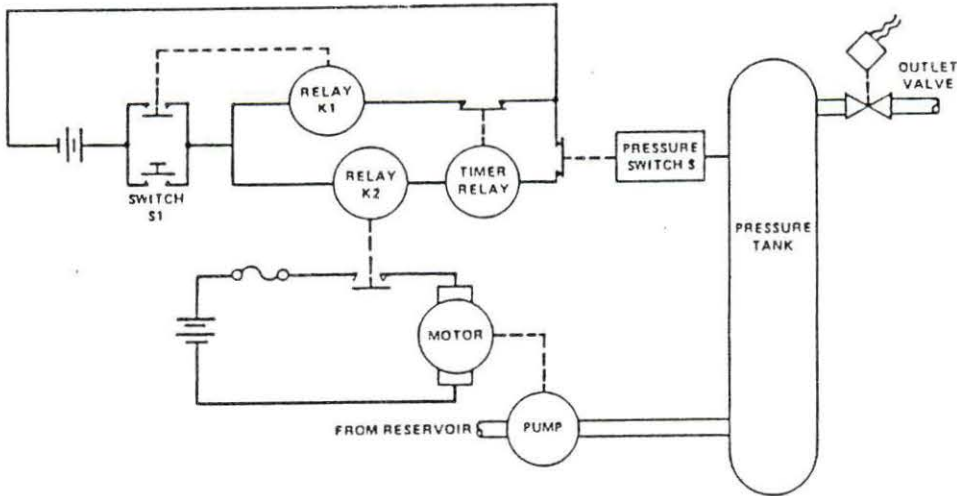 RELAY
K1
OUTLET
VALVE
RELAY
K2
TIMER
RELAY
PRESSURE
SWITCH S
SWITCH
S1
PRESSURE
TANK
MOTOR
FROM RESERVOIR
PUMP